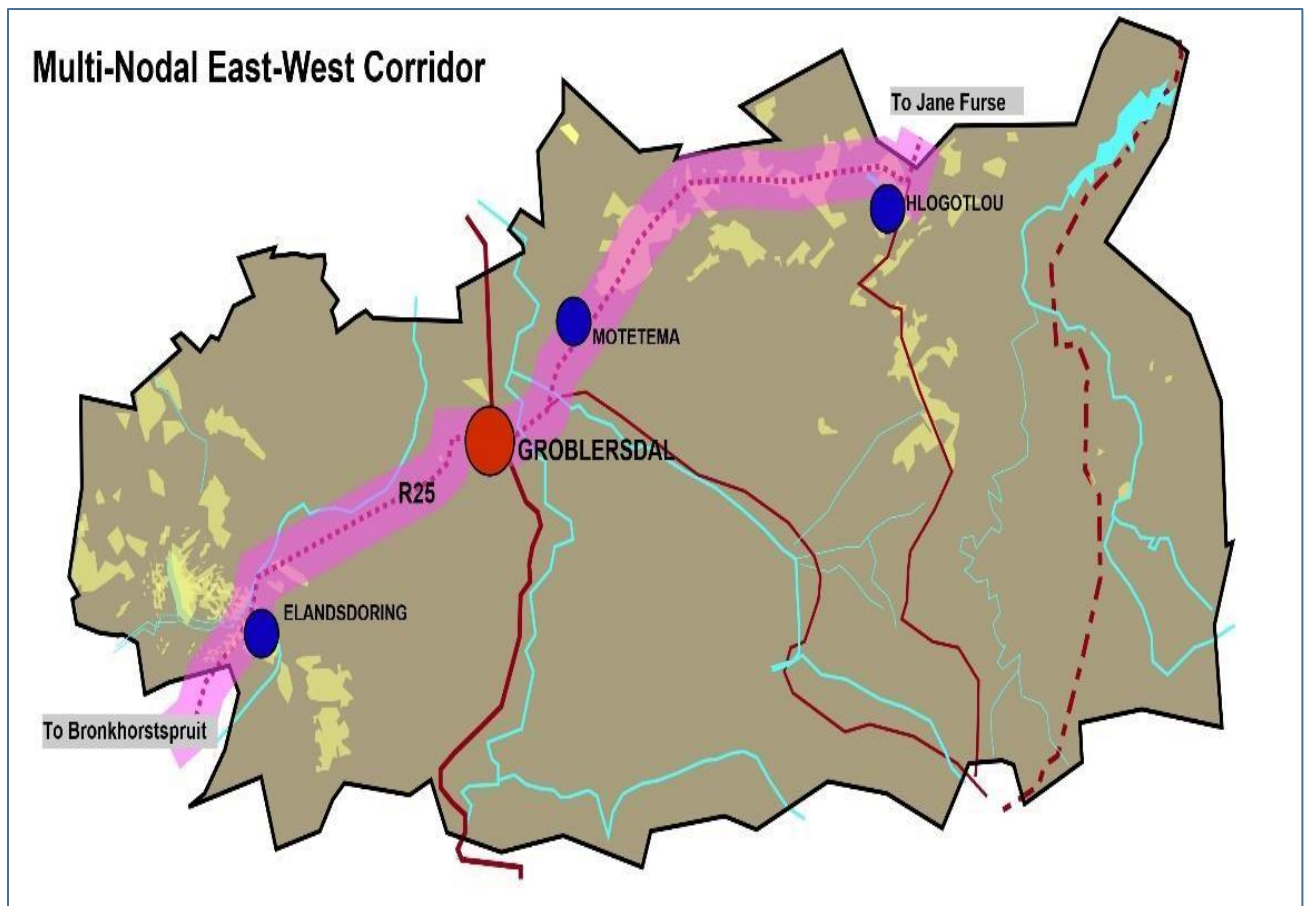 Multi-Nodal East-West Corridor
To Jane Furse
HLOGOTLOU
MOTETEMA
GROBLERSDAL
R25
ELANDSDORING
To Bronkhorstspruit